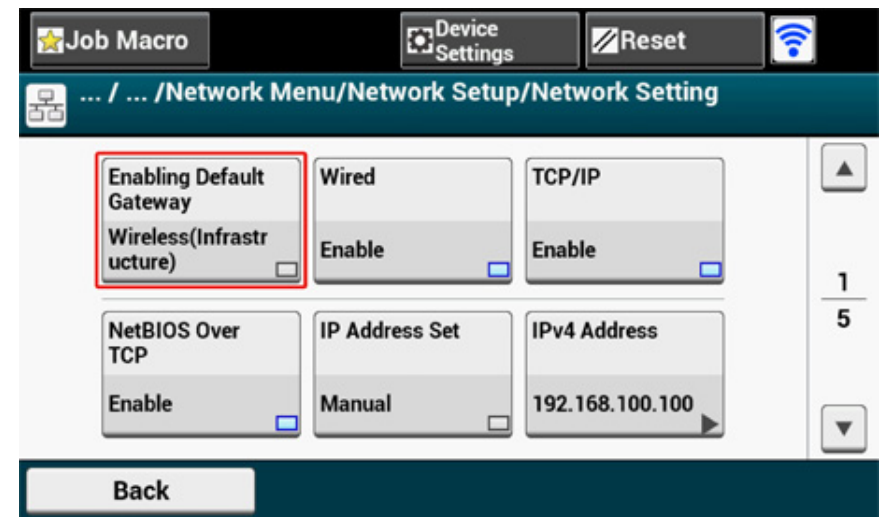 Job Macro
Device
Settings
Reset
... / ... /Network Menu/Network Setup/Network Setting
Enabling Default
Gateway
Wireless(Infrastr
ucture)
Wired
Enable
TCP/IP
Enable
1
5
NetBIOS Over
TCP
Enable
IP Address Set
Manual
IPv4 Address
192.168.100.100
Back